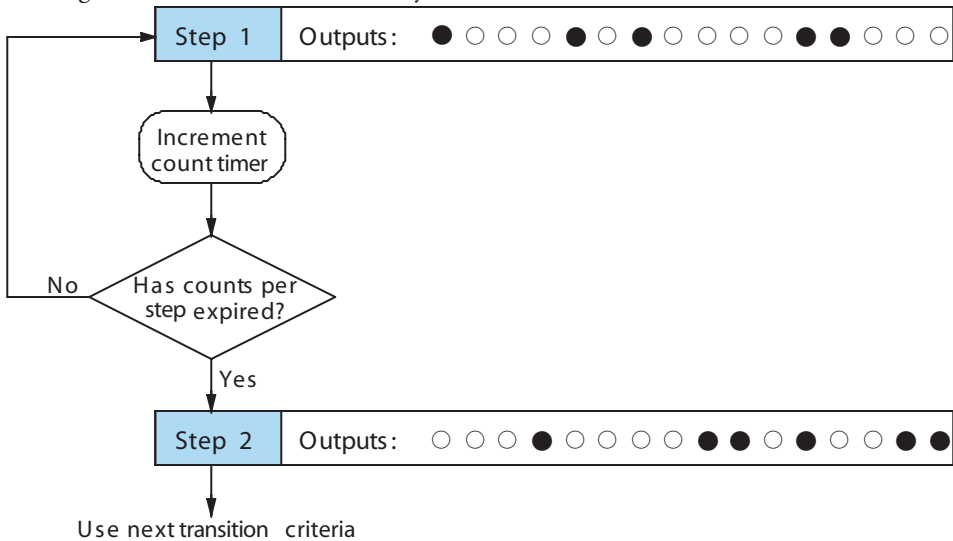 Step 1 Outputs:
Increment
count timer
No
Has counts per
step expired?
Yes
Step 2 Outputs:
Use next transition criteria